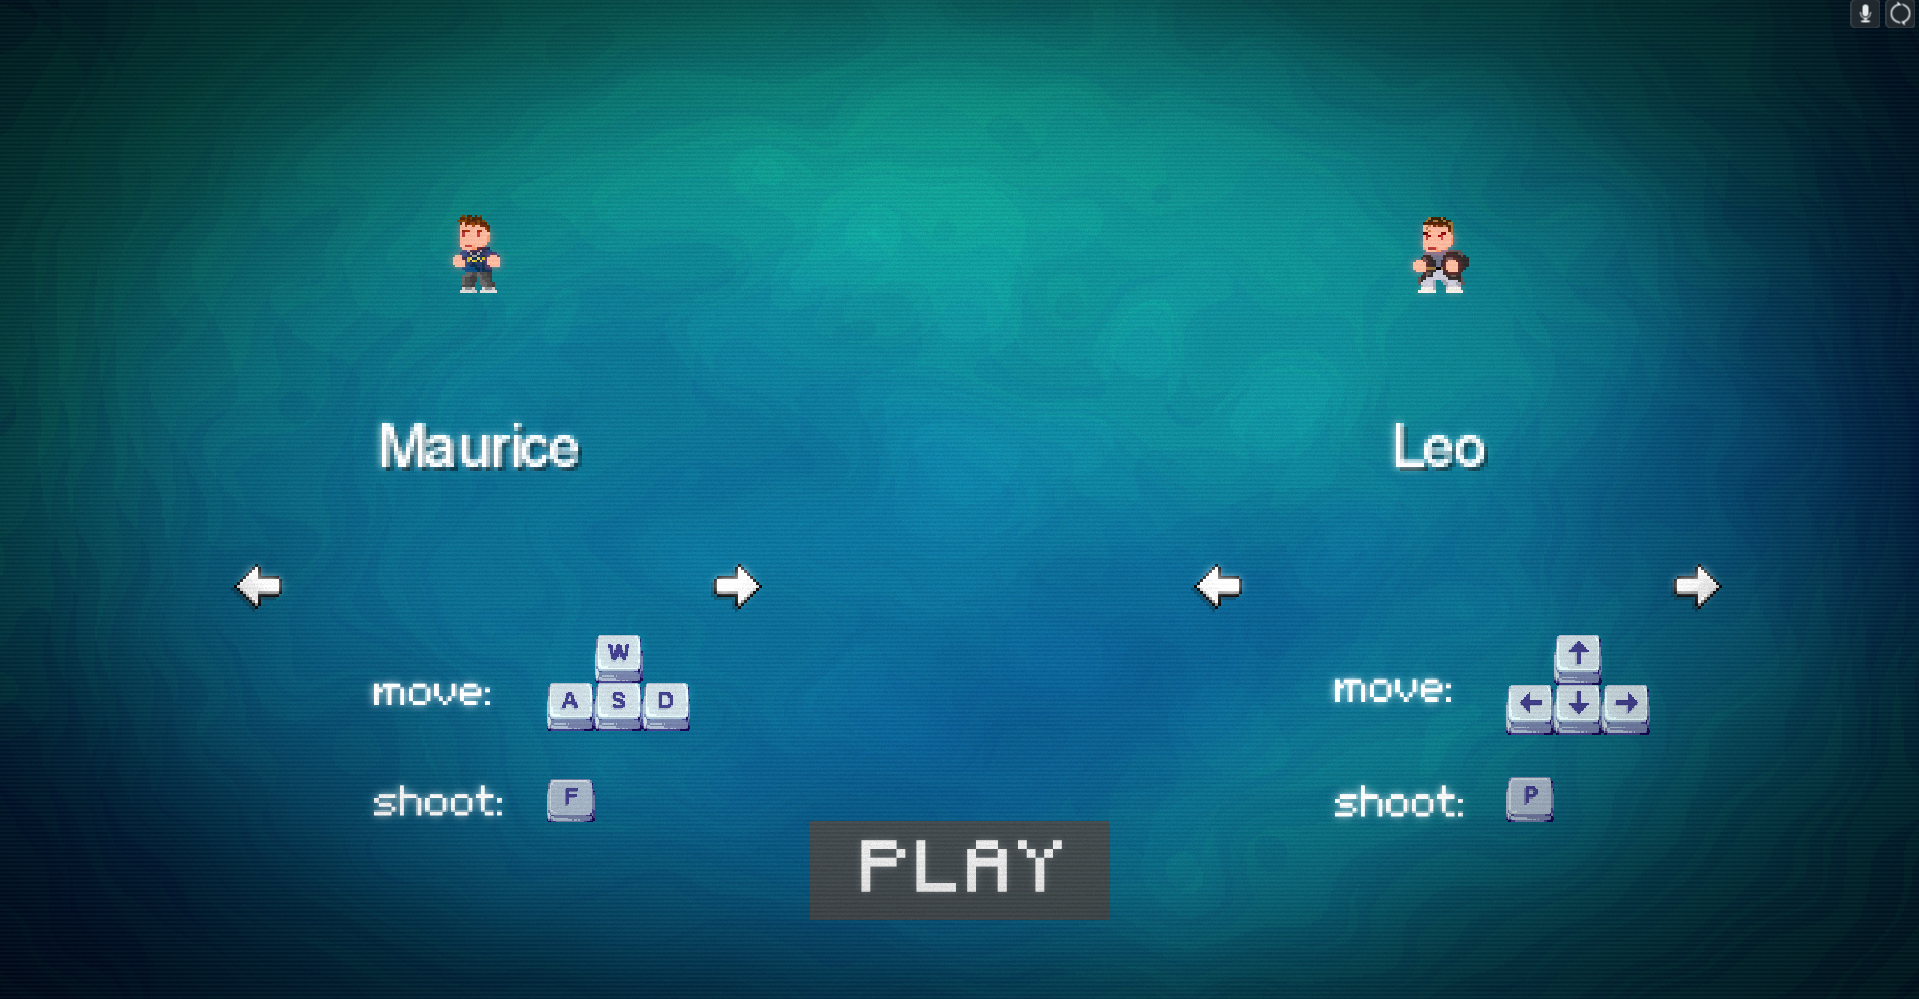 Maurice
Leo
move:
W
A S D
shoot:
F
move:
↑
← ↓ →
shoot:
P
PLAY